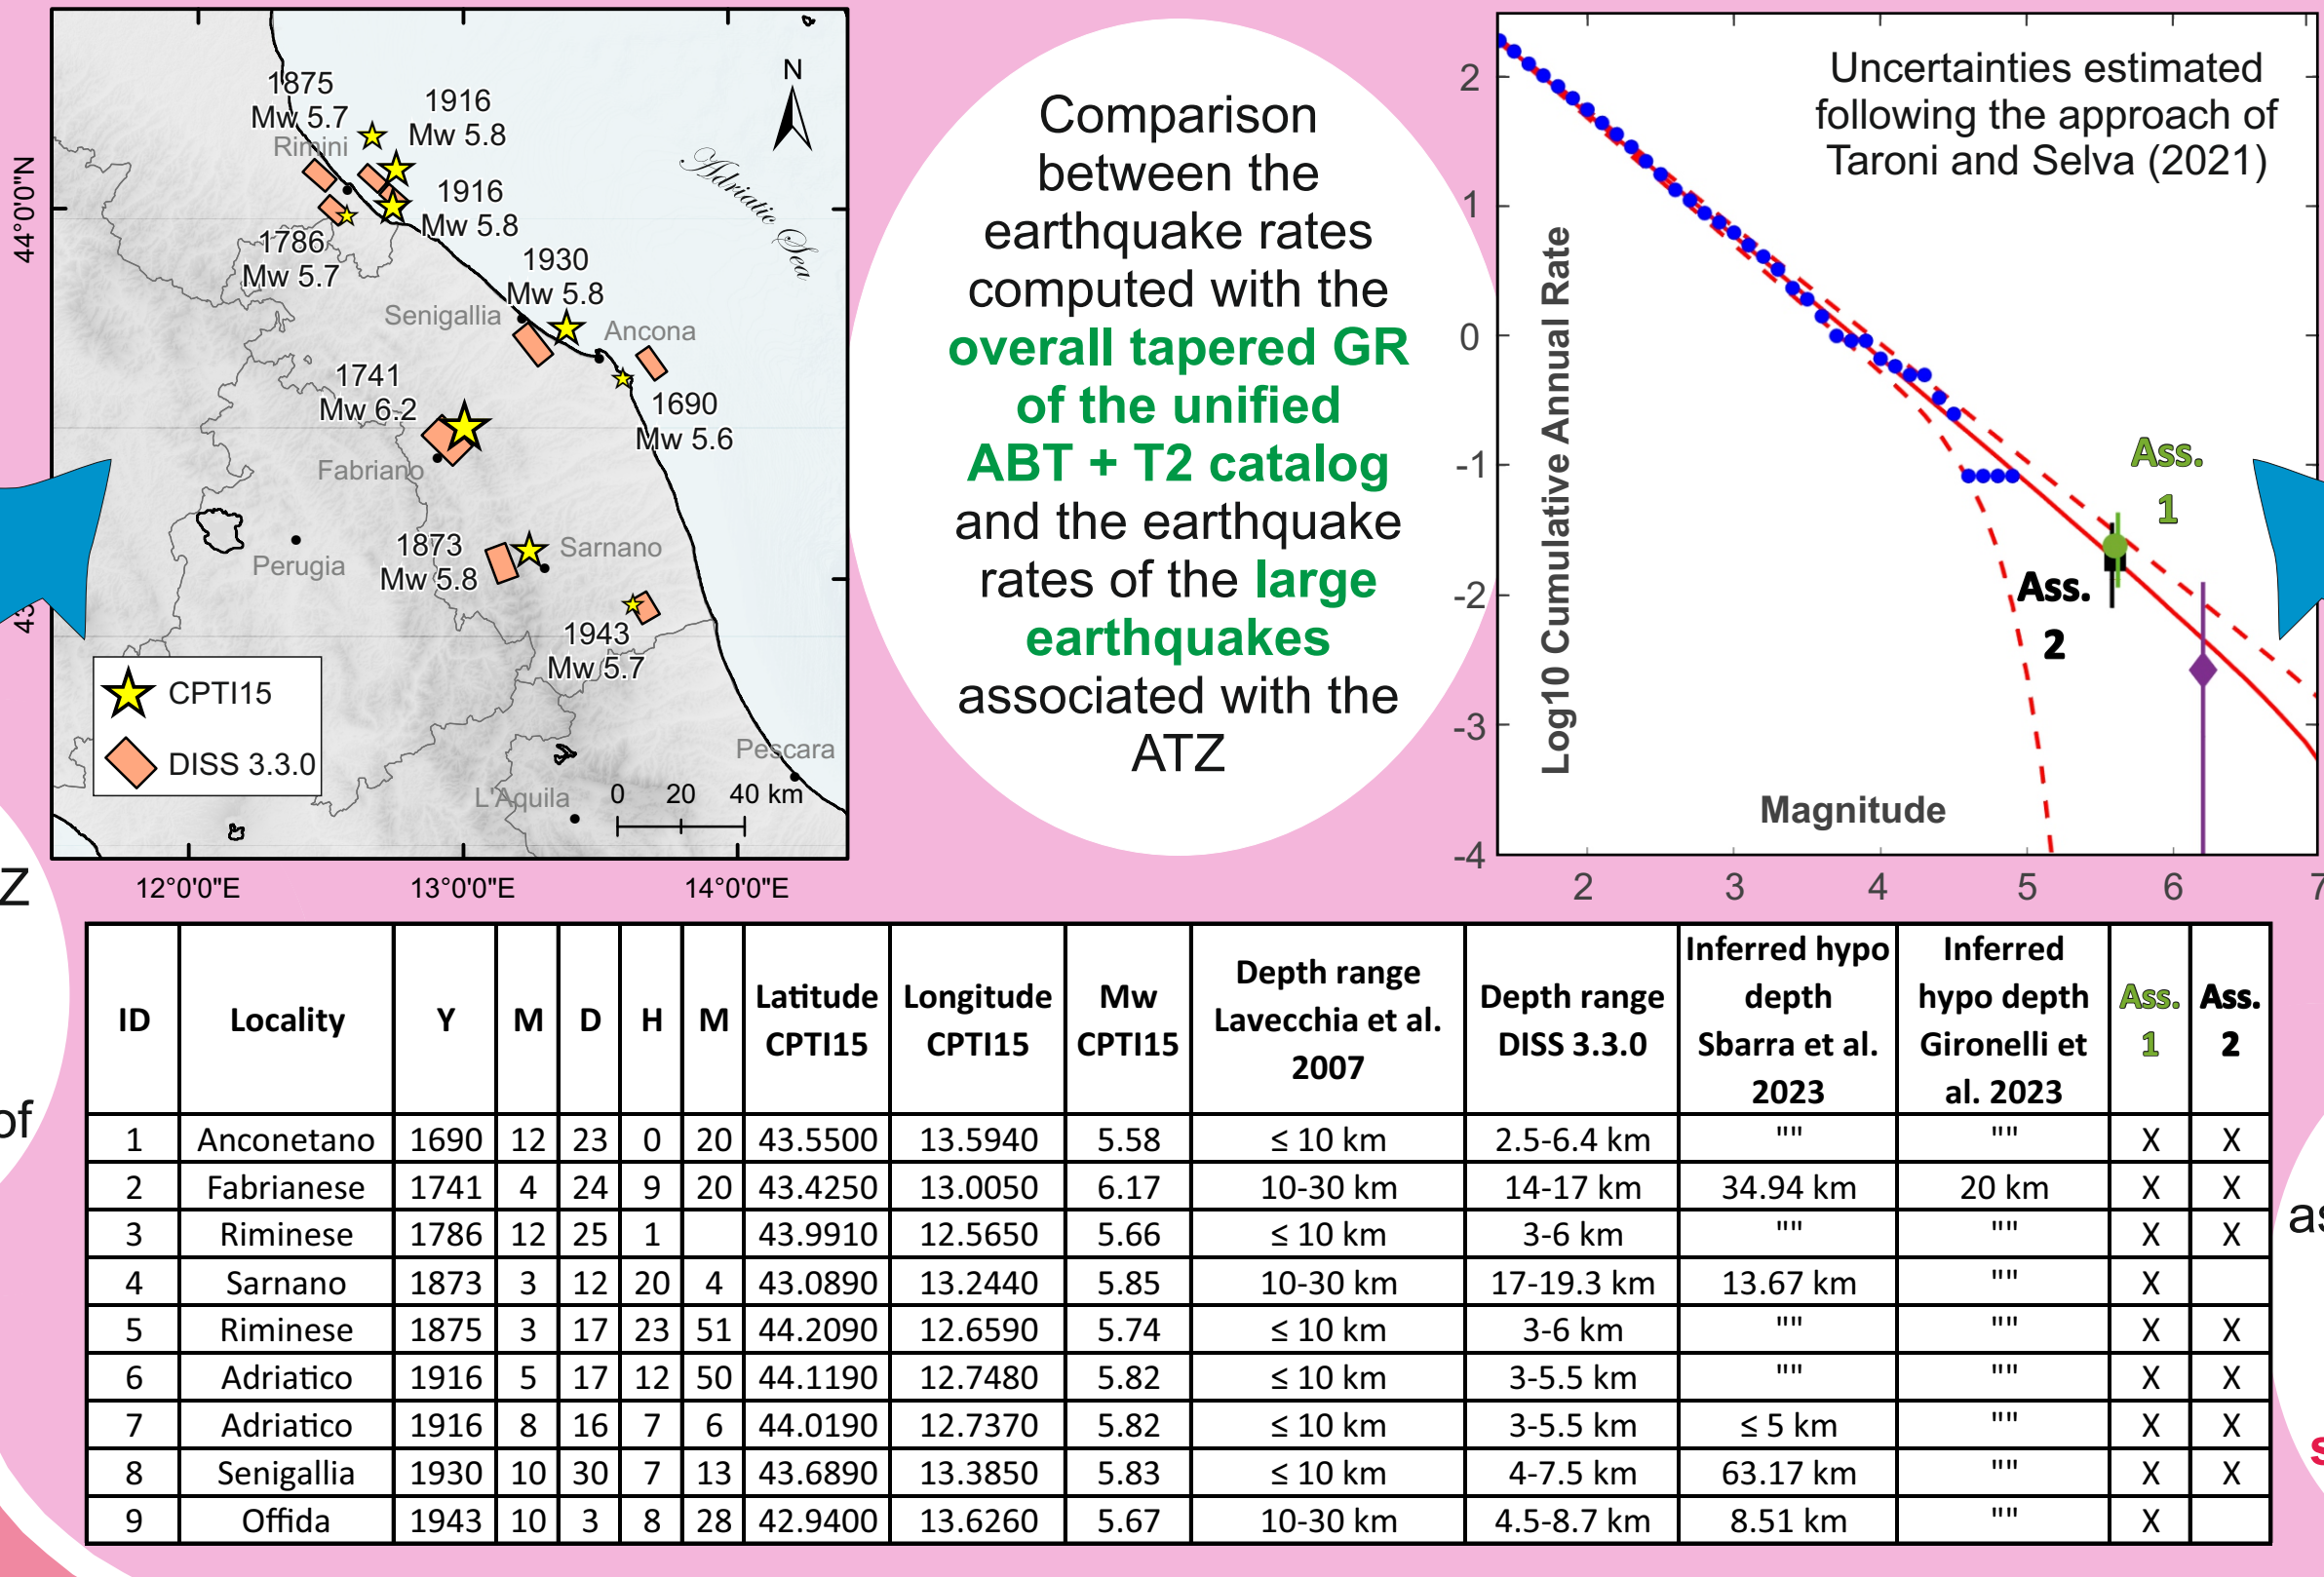 1875
Mw 5.7
1916
Mw 5.8
N
Rimini
Adriatic Sea
44°0'0"N
1916
Mw 5.8
1786
Mw 5.7
1930
Mw 5.8
Senigallia
Ancona
1741
Mw 6.2
1690
Mw 5.6
Fabriano
1873
Mw 5.8
Sarnano
Perugia
43
1943
Mw 5.7
CPTI15
DISS 3.3.0
Pescara
L'Aquila
0 20 40 km
12°0'0"E 13°0'0"E 14°0'0"E
Comparison
between the
earthquake rates
computed with the
overall tapered GR
of the unified
ABT + T2 catalog
and the earthquake
rates of the large
earthquakes
associated with the
ATZ
Uncertainties estimated
following the approach of
Taroni and Selva (2021)
Log10 Cumulative Annual Rate
2
1
0
-1
-2
-3
-4
Ass.
1
Ass.
2
Magnitude
2 3 4 5 6 7
Z
of
as
s
ID Locality Y M D H M Latitude CPTI15 Longitude CPTI15 Mw CPTI15 Depth range Lavecchia et al. 2007 Depth range DISS 3.3.0 Inferred hypo depth Sbarra et al. 2023 Inferred hypo depth Gironelli et al. 2023 Ass. 1 Ass. 2
1 Anconetano 1690 12 23 0 20 43.5500 13.5940 5.58 ≤ 10 km 2.5-6.4 km "" "" X X
2 Fabrianese 1741 4 24 9 20 43.4250 13.0050 6.17 10-30 km 14-17 km 34.94 km 20 km X X
3 Riminese 1786 12 25 1 43.9910 12.5650 5.66 ≤ 10 km 3-6 km "" "" X X
4 Sarnano 1873 3 12 20 4 43.0890 13.2440 5.85 10-30 km 17-19.3 km 13.67 km "" X
5 Riminese 1875 3 17 23 51 44.2090 12.6590 5.74 ≤ 10 km 3-6 km "" "" X X
6 Adriatico 1916 5 17 12 50 44.1190 12.7480 5.82 ≤ 10 km 3-5.5 km "" "" X X
7 Adriatico 1916 8 16 7 6 44.0190 12.7370 5.82 ≤ 10 km 3-5.5 km ≤ 5 km "" X X
8 Senigallia 1930 10 30 7 13 43.6890 13.3850 5.83 ≤ 10 km 4-7.5 km 63.17 km "" X X
9 Offida 1943 10 3 8 28 42.9400 13.6260 5.67 10-30 km 4.5-8.7 km 8.51 km "" X